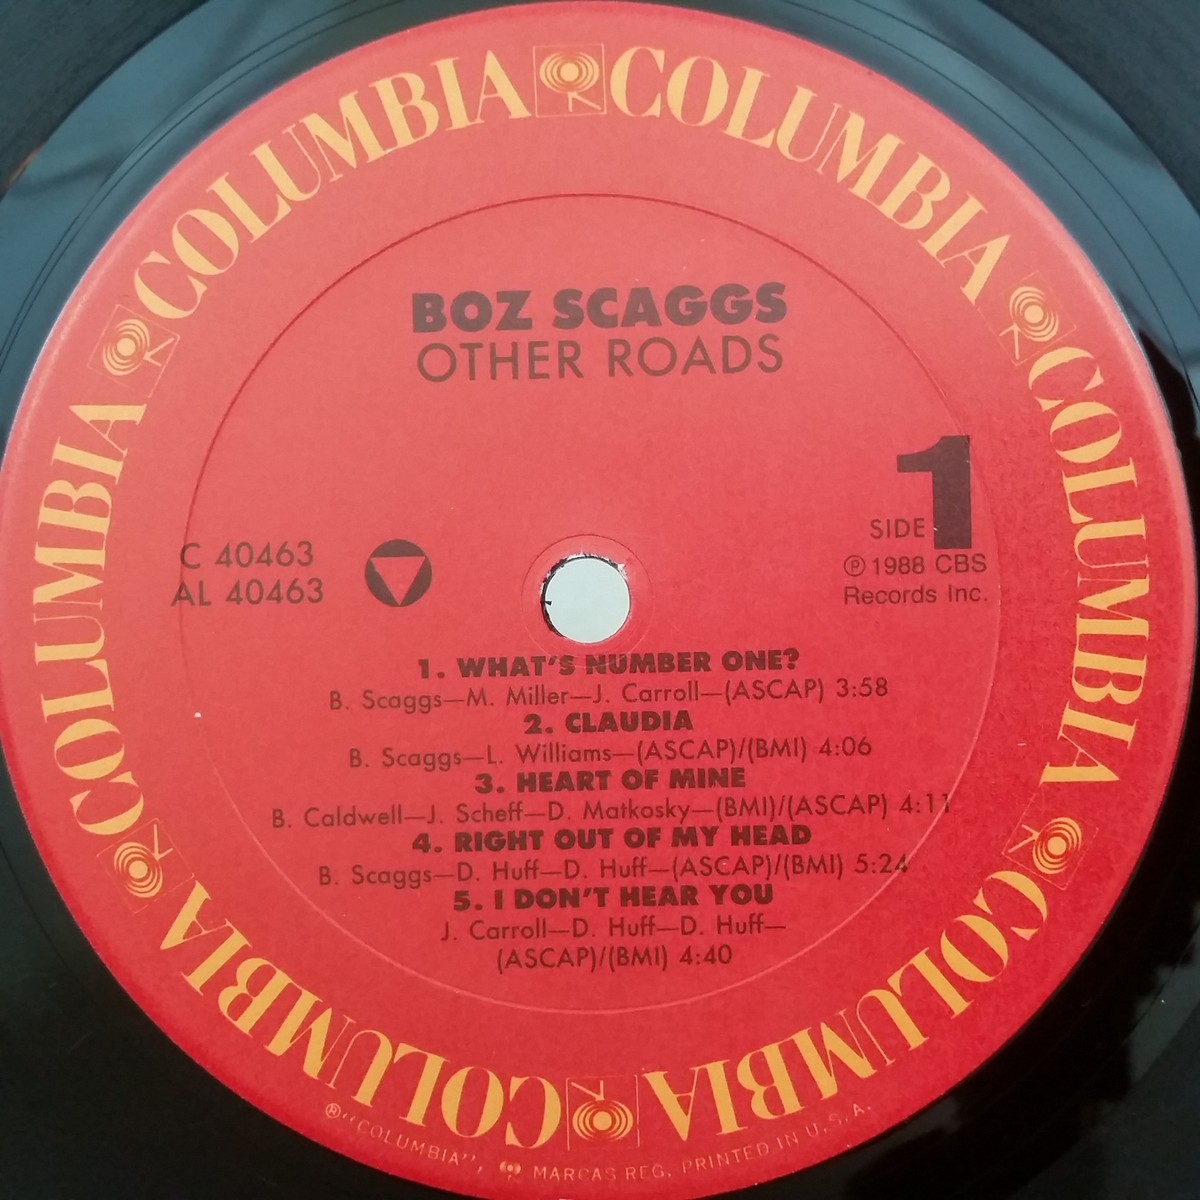 COLUMBIA COLUMBIA COLUMBIA COLUMBIA COLUMBIA COLUMBIA COLUMBIA COLUMBIA
BOZ SCAGGS
OTHER ROADS
C 40463
AL 40463
SIDE 1
℗ 1988 CBS
Records Inc.
1. WHAT'S NUMBER ONE?
B. Scaggs—M. Miller—J. Carroll—(ASCAP) 3:58
2. CLAUDIA
B. Scaggs—L. Williams—(ASCAP)/(BMI) 4:06
3. HEART OF MINE
B. Caldwell—J. Scheff—D. Matkosky—(BMI)/(ASCAP) 4:11
4. RIGHT OUT OF MY HEAD
B. Scaggs—D. Huff—D. Huff—(ASCAP)/(BMI) 5:24
5. I DON'T HEAR YOU
J. Carroll—D. Huff—D. Huff—
(ASCAP)/(BMI) 4:40
®"COLUMBIA", MARCAS REG. PRINTED IN U.S.A.